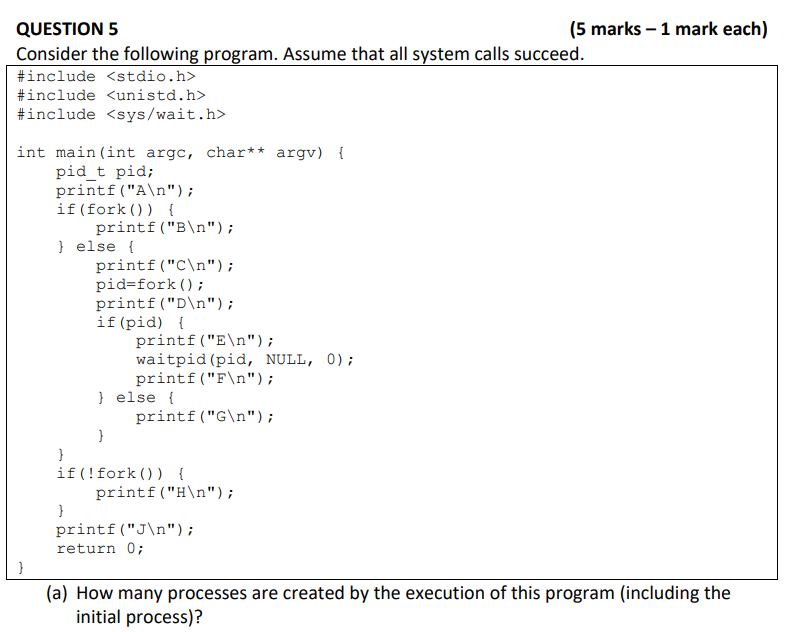 QUESTION 5 (5 marks – 1 mark each)
Consider the following program. Assume that all system calls succeed.
#include <stdio.h>
#include <unistd.h>
#include <sys/wait.h>

int main(int argc, char** argv) {
    pid_t pid;
    printf("A\n");
    if(fork()) {
        printf("B\n");
    } else {
        printf("C\n");
        pid=fork();
        printf("D\n");
        if(pid) {
            printf("E\n");
            waitpid(pid, NULL, 0);
            printf("F\n");
        } else {
            printf("G\n");
        }
    }
    if(!fork()) {
        printf("H\n");
    }
    printf("J\n");
    return 0;
}
(a) How many processes are created by the execution of this program (including the
initial process)?